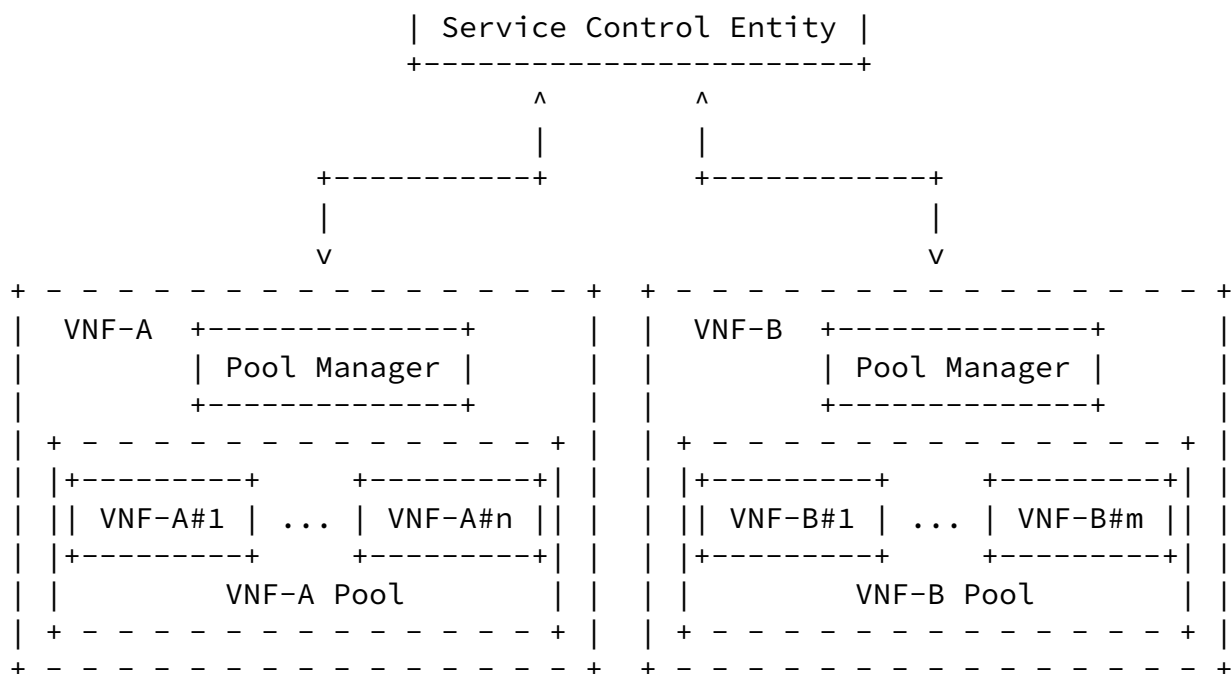 Service Control Entity
VNF-A VNF-B
Pool Manager Pool Manager
VNF-A#1 ... VNF-A#n VNF-B#1 ... VNF-B#m
VNF-A Pool VNF-B Pool